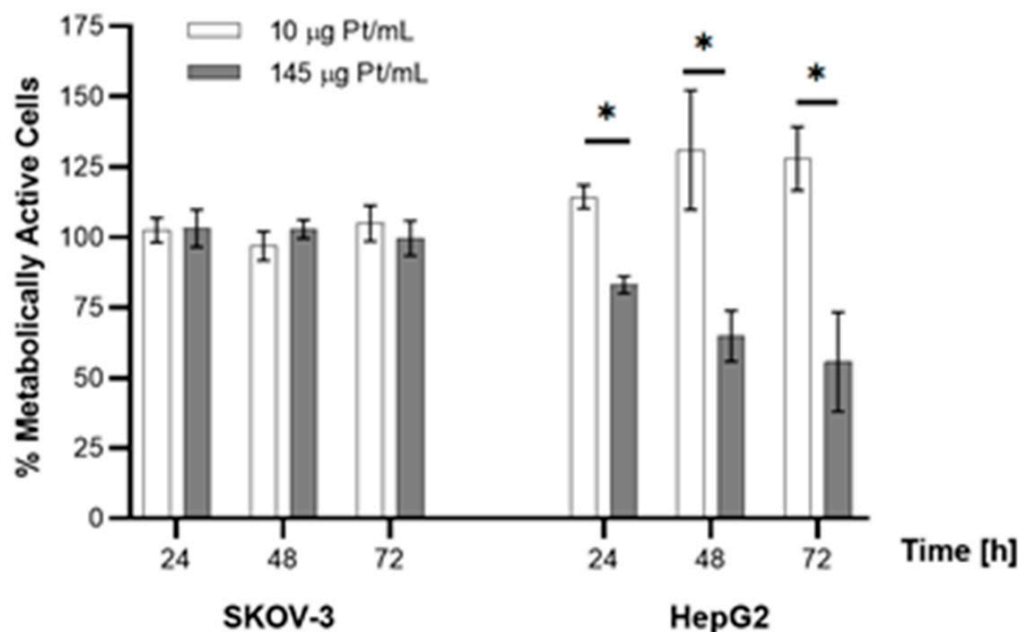 % Metabolically Active Cells
175
150
125
100
75
50
25
0
10 µg Pt/mL
145 µg Pt/mL
*
*
*
24
48
72
24
48
72
Time [h]
SKOV-3
HepG2